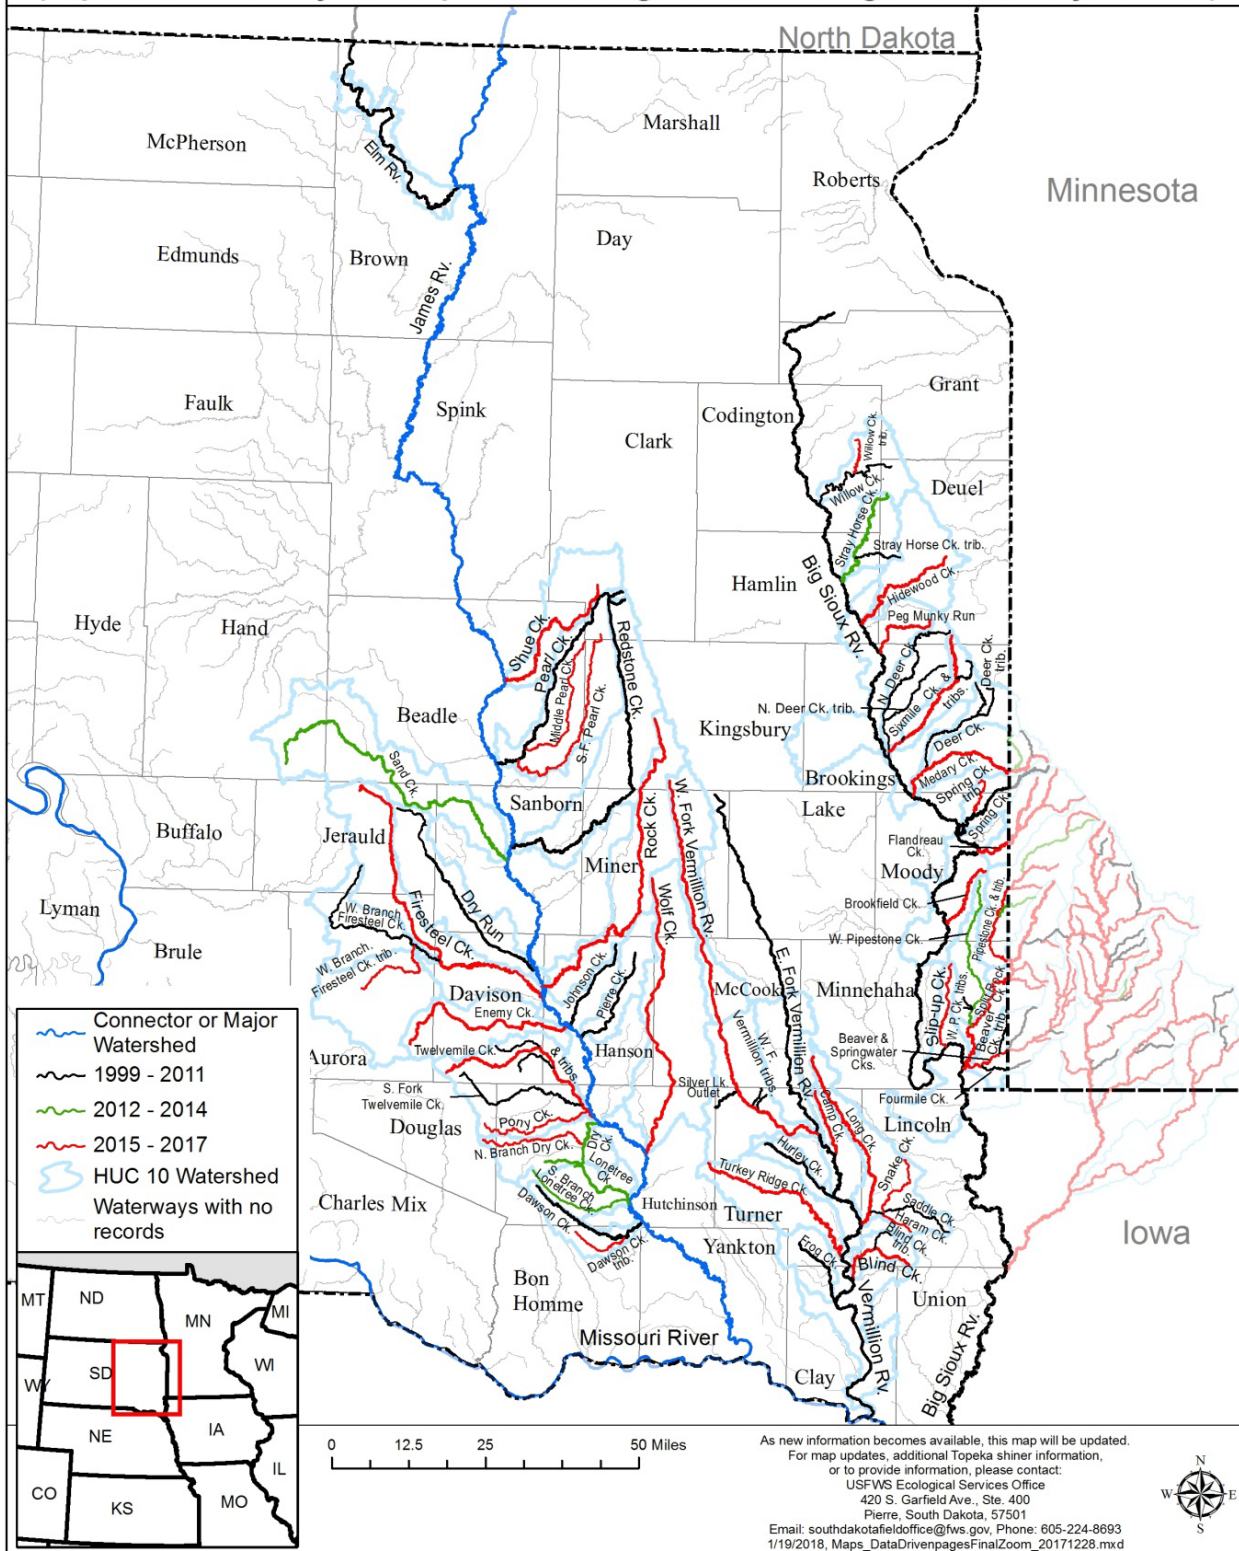 North Dakota
Marshall
McPherson
Elm Rv.
Roberts
Minnesota
Day
Edmunds
Brown
James Rv.
Grant
Faulk
Spink
Codington
Clark
Willow Ck. trib.
Willow Ck.
Deuel
Stray Horse Ck.
Stray Horse Ck. trib.
Big Sioux Rv.
Hamlin
Hidewood Ck.
Peg Munky Run
Hyde
Hand
Shue Ck.
Pearl Ck.
Middle Pearl Ck.
S.F. Pearl Ck.
Redstone Ck.
N. Deer Ck.
Deer Ck. trib.
N. Deer Ck. trib.
Sixmile Ck. & tribs.
Beadle
Kingsbury
Deer Ck.
Sand Ck.
Brookings
Medary Ck.
Spring Ck. trib.
Spring Ck.
Sanborn
Lake
Buffalo
Jerauld
Rock Ck.
W. Fork Vermillion Rv.
Flandreau
Ck.
Miner
Moody
Firesteel Ck.
Dry Run
Wolf Ck
Brookfield Ck.
Pipestone Ck. & trib.
Lyman
W. Branch
Firesteel Ck.
W. Pipestone Ck.
Brule
W. Branch.
Firesteel Ck. trib.
E. Fork Vermillion Rv.
Johnson Ck.
Pierre Ck.
Davison
McCook
Minnehaha
Slip-up Ck.
W. P. Ck. tribs.
Split Rock
Beaver Ck.
Ck. trib.
Enemy Ck.
W. F.
Vermillion tribs.
Beaver &
Springwater
Cks.
Aurora
Twelvemile Ck.
& tribs.
Hanson
Silver Lk.
Outlet
S. Fork
Twelvemile Ck.
Fourmile Ck.
Camp Ck.
Long Ck.
Lincoln
Douglas
Pony Ck.
Dry Ck.
N. Branch Dry Ck.
Hurley Ck.
Snake Ck.
Lonetree
Ck
Turkey Ridge Ck.
S. Branch
Lonetree Ck.
Saddle Ck.
Charles Mix
Dawson Ck.
Hutchinson
Turner
Haram Ck.
Blind Ck.
trib.
Iowa
Yankton
Frog Ck.
Dawson Ck.
trib.
Blind Ck.
Bon
Homme
Union
Vermillion Rv.
Missouri River
Clay
Big Sioux Rv.
Connector or Major
Watershed
1999 - 2011
2012 - 2014
2015 - 2017
HUC 10 Watershed
Waterways with no
records
MT
ND
MN
MI
SD
WI
WY
NE
IA
IL
CO
KS
MO
0 12.5 25 50 Miles
As new information becomes available, this map will be updated.
For map updates, additional Topeka shiner information,
or to provide information, please contact:
USFWS Ecological Services Office
420 S. Garfield Ave., Ste. 400
Pierre, South Dakota, 57501
Email: southdakotafieldoffice@fws.gov, Phone: 605-224-8693
1/19/2018, Maps_DataDrivenpagesFinalZoom_20171228.mxd
N
W E
S